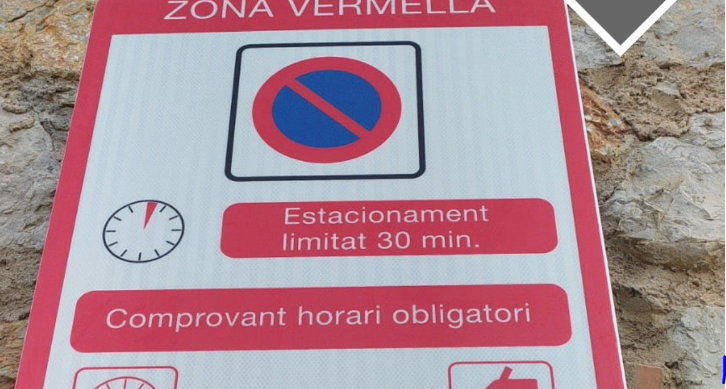 ZONA VERMELLA
Estacionament
limitat 30 min.
Comprovant horari obligatori